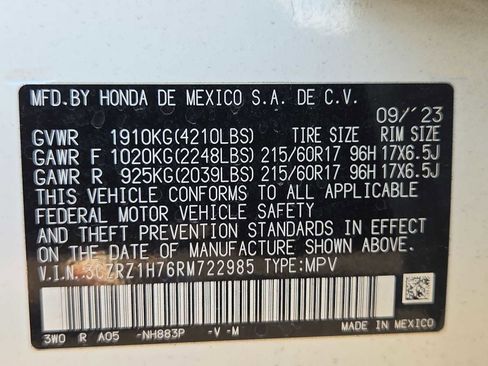 MFD.BY HONDA DE MEXICO S.A. DE C.V.
09/'23
GVWR 1910KG(4210LBS) TIRE SIZE RIM SIZE
GAWR F 1020KG(2248LBS) 215/60R17 96H 17X6.5J
GAWR R 925KG(2039LBS) 215/60R17 96H 17X6.5J
THIS VEHICLE CONFORMS TO ALL APPLICABLE
FEDERAL MOTOR VEHICLE SAFETY
AND THEFT PREVENTION STANDARDS IN EFFECT
ON THE DATE OF MANUFACTURE SHOWN ABOVE.
V.I.N. 3CZRZ1H76RM722985 TYPE:MPV
3W0 R A05 -NH883P -V -M
MADE IN MEXICO